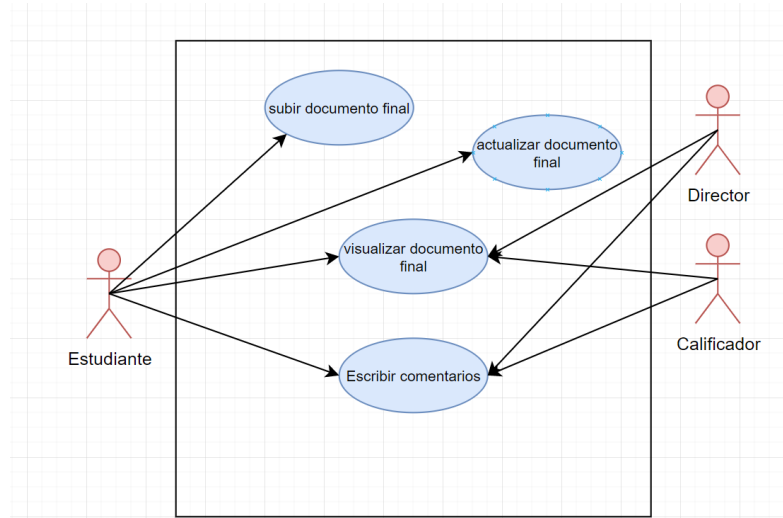 subir documento final
actualizar documento
final
Director
visualizar documento
final
Estudiante
Calificador
Escribir comentarios